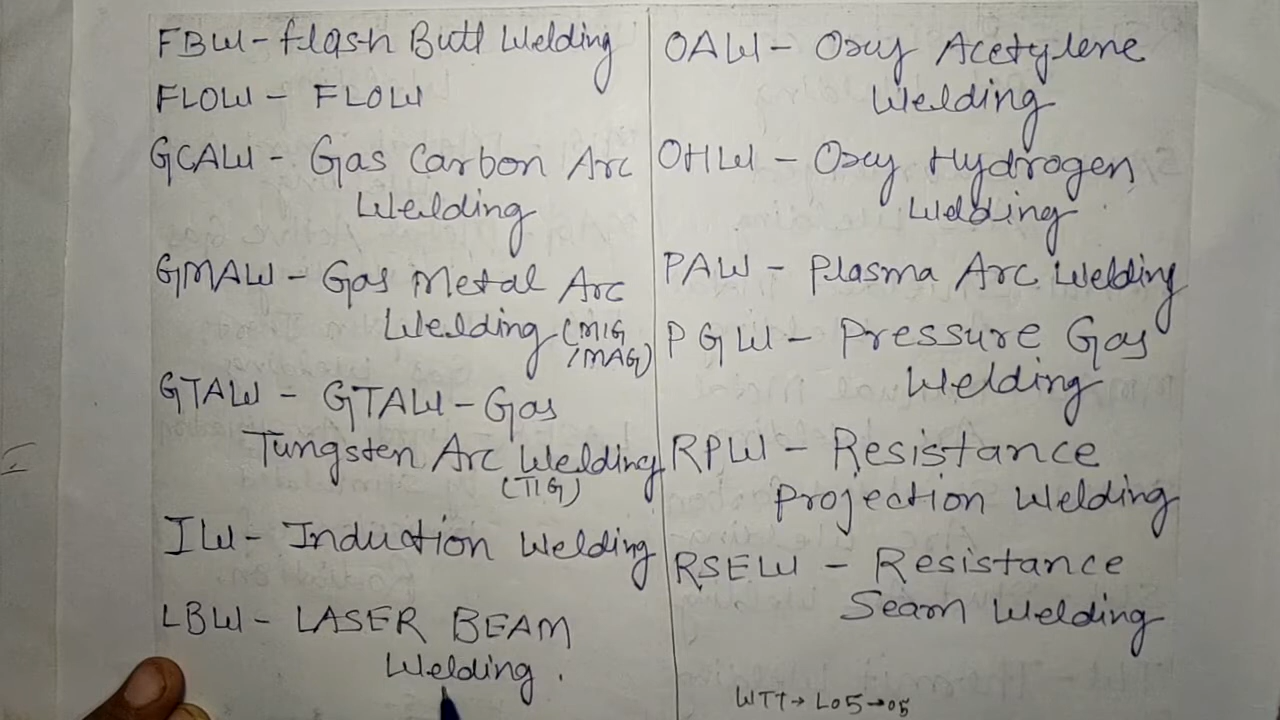 FBW - flash Butt Welding
FLOW - FLOW
GCAW - Gas Carbon Arc
Welding
GMAW - Gas Metal Arc
Welding (MIG
/MAG)
GTAW - GTAW - Gas
Tungsten Arc Welding
(TIG)
IW - Induction Welding
LBW - LASER BEAM
Welding.
OAW - Oxy Acetylene
Welding
OHW - Oxy Hydrogen
Welding
PAW - Plasma Arc Welding
PGW - Pressure Gas
Welding
RPW - Resistance
Projection Welding
RSEW - Resistance
Seam Welding
WTT → L05 → 05